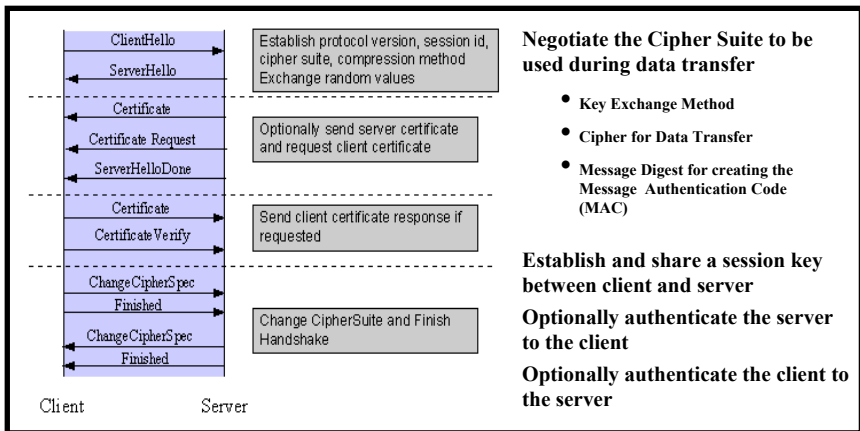 ClientHello
ServerHello
Establish protocol version, session id,
cipher suite, compression method
Exchange random values
Certificate
Certificate Request
ServerHelloDone
Optionally send server certificate
and request client certificate
Certificate
CertificateVerify
Send client certificate response if
requested
ChangeCipherSpec
Finished
ChangeCipherSpec
Finished
Change CipherSuite and Finish
Handshake
Client
Server
Negotiate the Cipher Suite to be
used during data transfer
• Key Exchange Method
• Cipher for Data Transfer
• Message Digest for creating the
Message Authentication Code
(MAC)
Establish and share a session key
between client and server
Optionally authenticate the server
to the client
Optionally authenticate the client to
the server